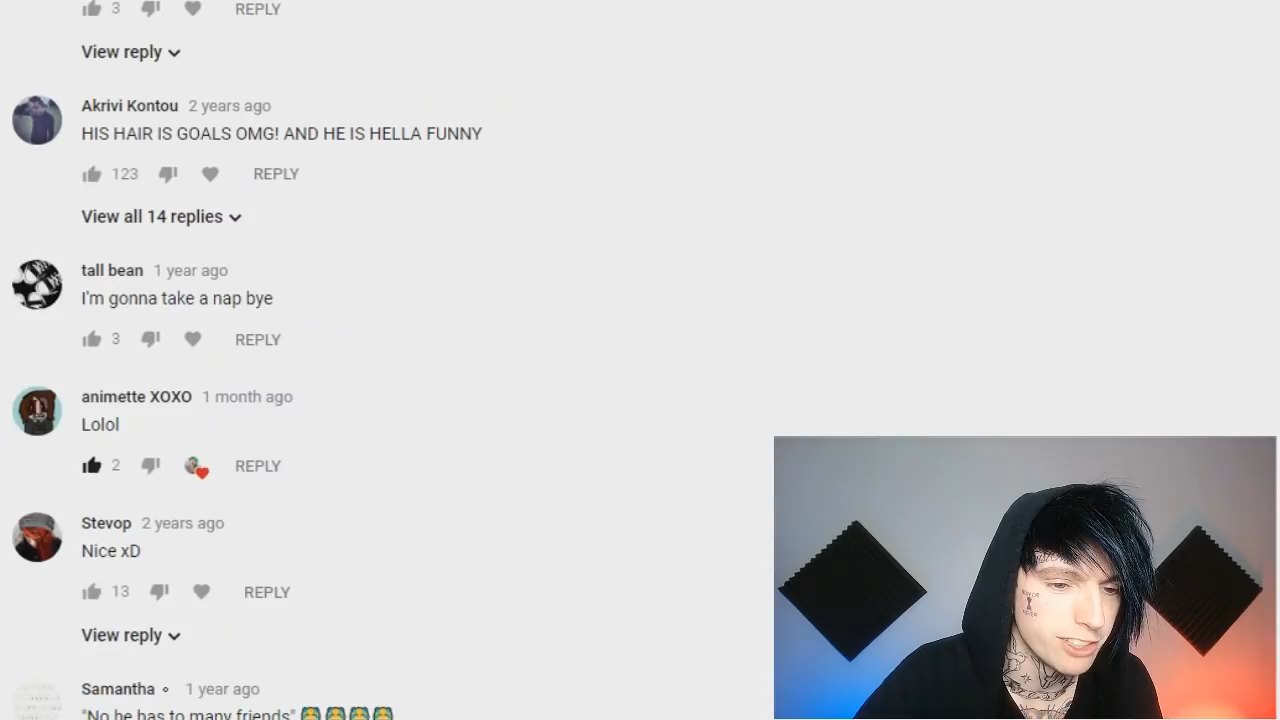 3 REPLY
View reply
Akrivi Kontou 2 years ago
HIS HAIR IS GOALS OMG! AND HE IS HELLA FUNNY
123 REPLY
View all 14 replies
tall bean 1 year ago
I'm gonna take a nap bye
3 REPLY
animette XOXO 1 month ago
Lolol
2 REPLY
Stevop 2 years ago
Nice xD
13 REPLY
View reply
Samantha 1 year ago
"No he has to many friends"